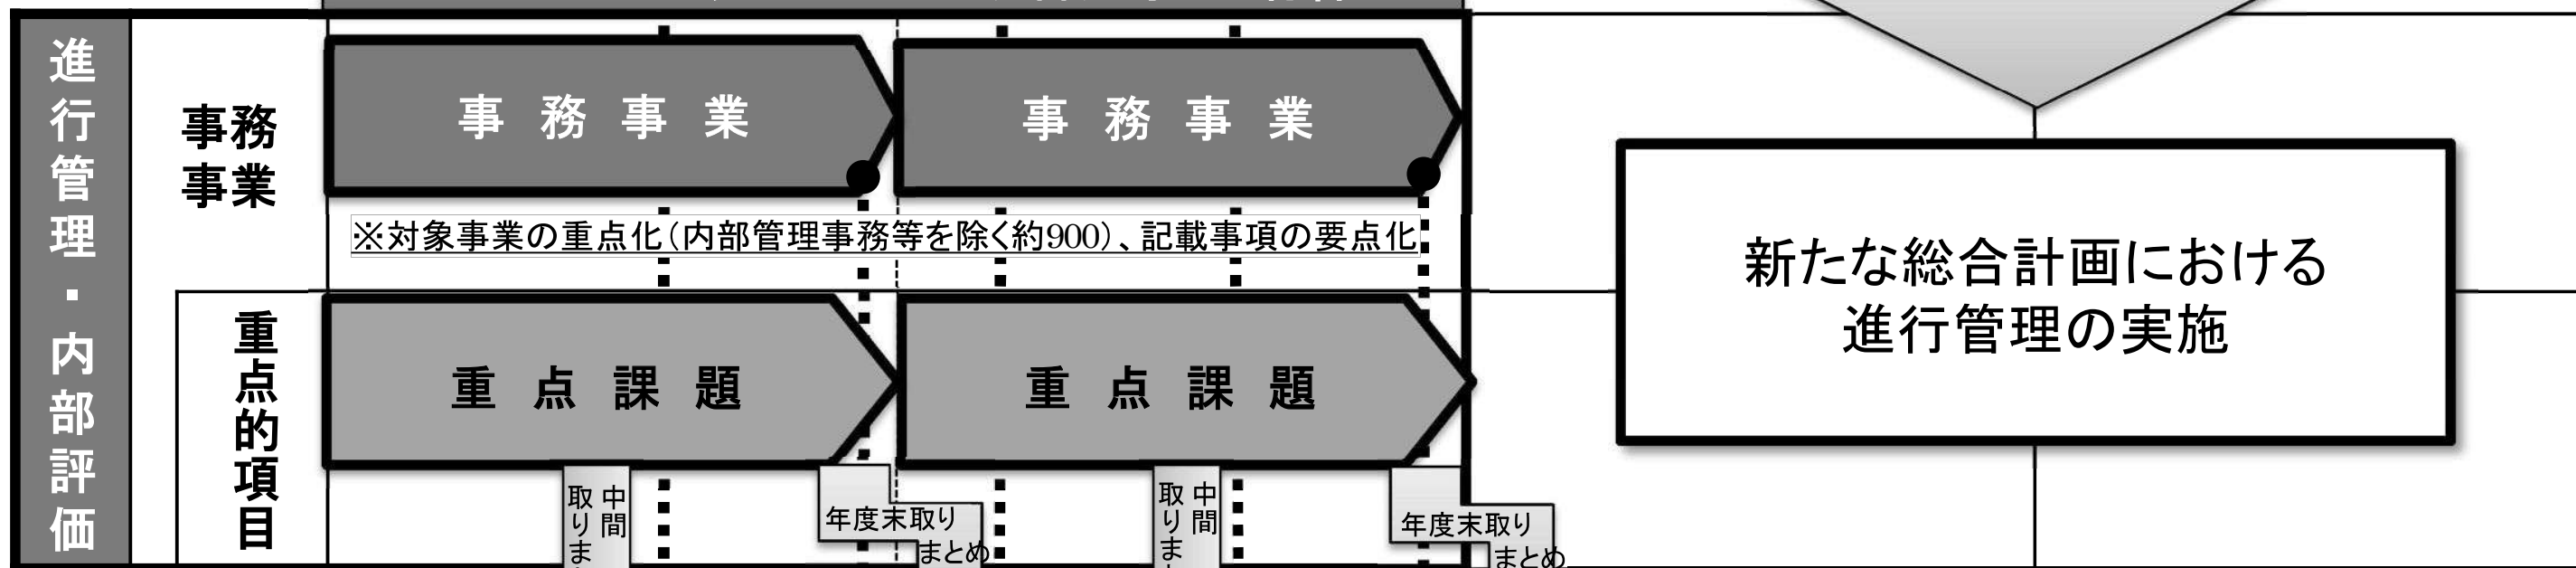 進行管理・内部評価
事務
事業
事務事業
事務事業
※対象事業の重点化（内部管理事務等を除く約900）、記載事項の要点化
重点的項目
重点課題
重点課題
中間
取りま
年度末取り
まとめ
中間
取りま
年度末取り
まとめ
新たな総合計画における
進行管理の実施